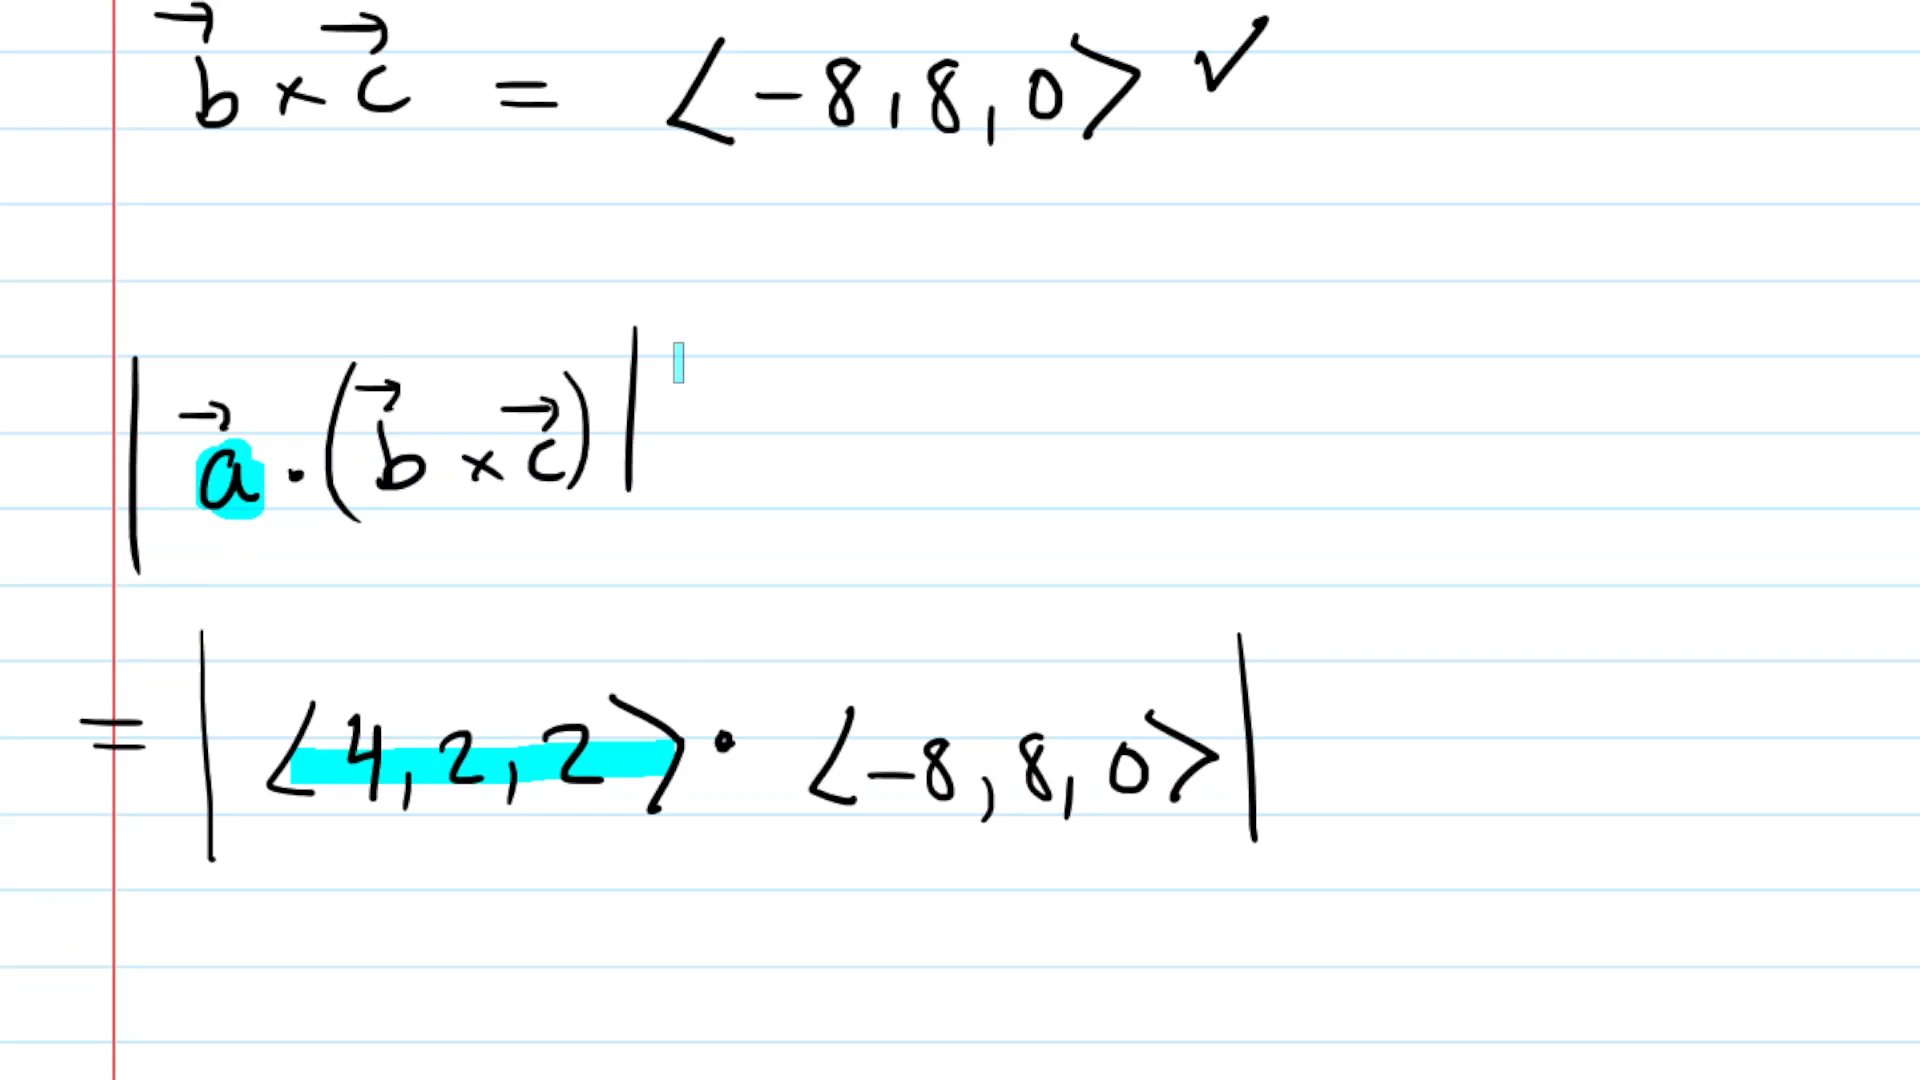 b⃗ × c⃗ = ⟨-8, 8, 0⟩ ✓
| a⃗ · (b⃗ × c⃗) |
= | ⟨4, 2, 2⟩ · ⟨-8, 8, 0⟩ |